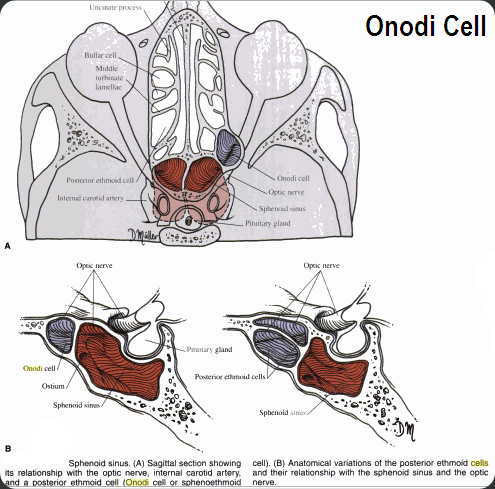 Onodi Cell
Uncinate process
Bullar cell
Middle
turbinate
lamellae
Posterior ethmoid cell
Internal carotid artery
Onodi cell
Optic nerve
Sphenoid sinus
Pituitary gland
D. Müller
A
Optic nerve
Optic nerve
Pituitary gland
Onodi cell
Ostium
Sphenoid sinus
Posterior ethmoid cells
Sphenoid sinus
DM
B
Sphenoid sinus. (A) Sagittal section showing
its relationship with the optic nerve, internal carotid artery,
and a posterior ethmoid cell (Onodi cell or sphenoethmoid
cell). (B) Anatomical variations of the posterior ethmoid cells
and their relationship with the sphenoid sinus and the optic
nerve.